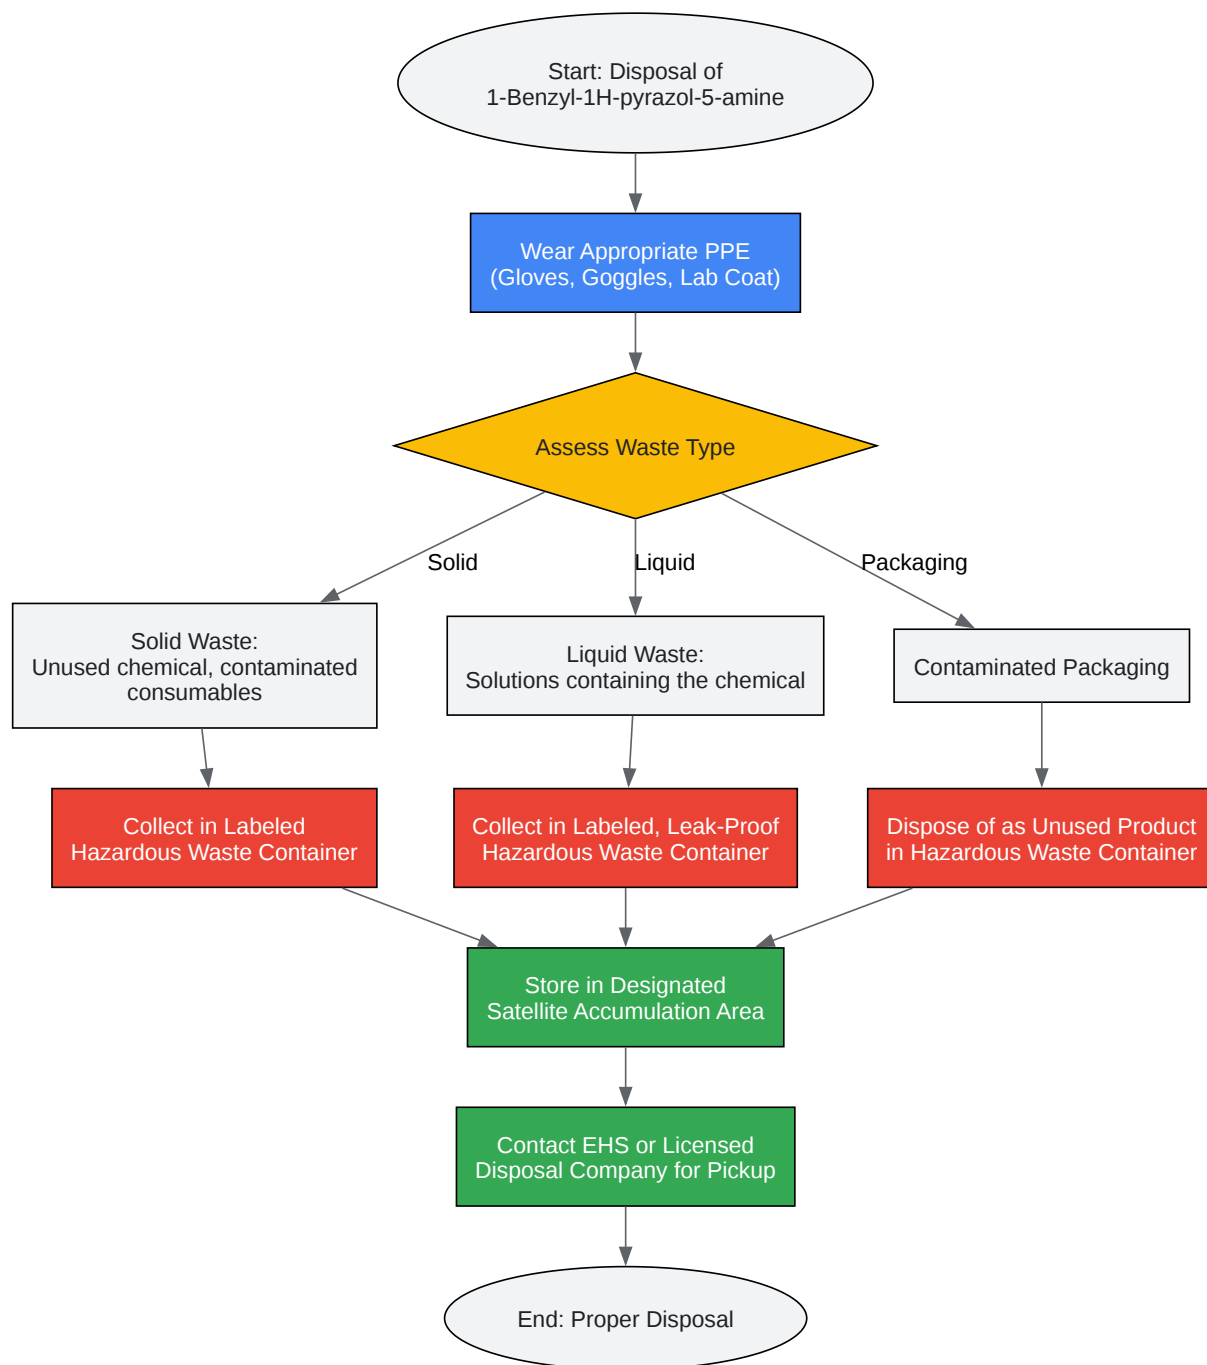 Start: Disposal of
1-Benzyl-1H-pyrazol-5-amine
Wear Appropriate PPE
(Gloves, Goggles, Lab Coat)
Assess Waste Type
Solid
Liquid
Packaging
Solid Waste:
Unused chemical, contaminated
consumables
Liquid Waste:
Solutions containing the chemical
Contaminated Packaging
Collect in Labeled
Hazardous Waste Container
Collect in Labeled, Leak-Proof
Hazardous Waste Container
Dispose of as Unused Product
in Hazardous Waste Container
Store in Designated
Satellite Accumulation Area
Contact EHS or Licensed
Disposal Company for Pickup
End: Proper Disposal